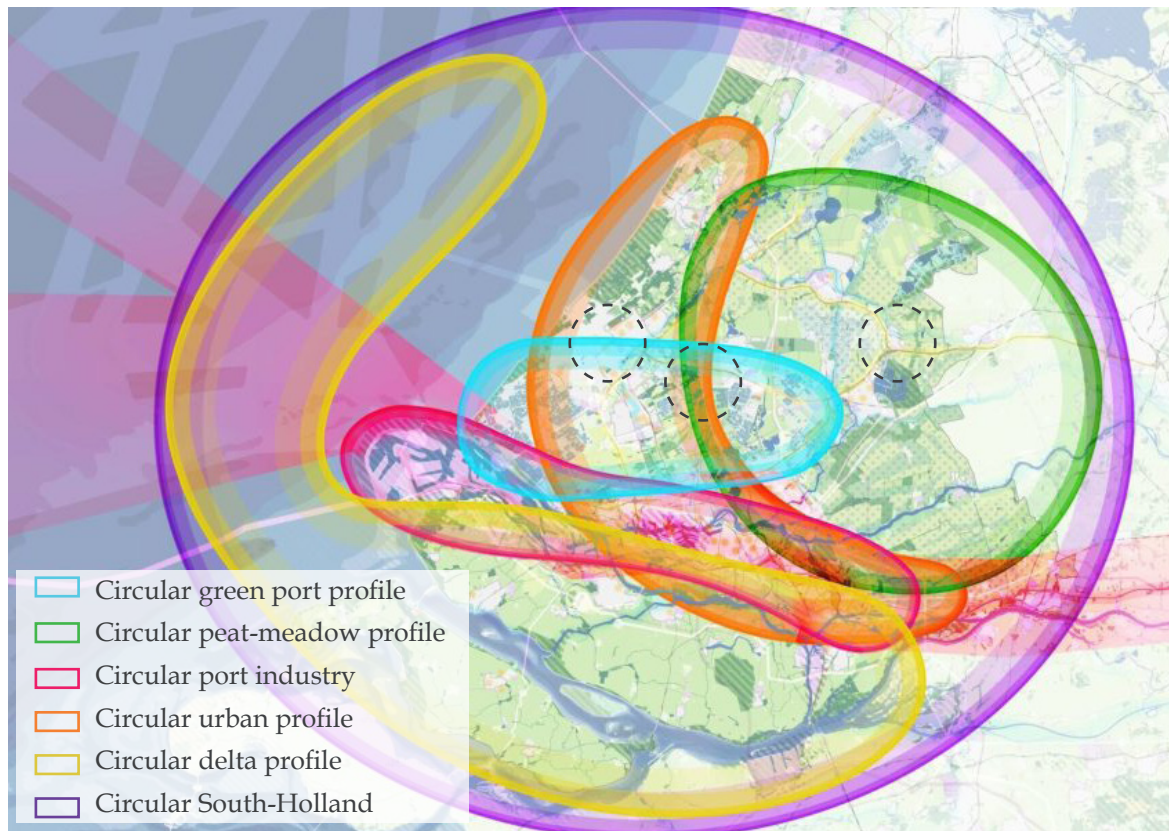 Circular green port profile
Circular peat-meadow profile
Circular port industry
Circular urban profile
Circular delta profile
Circular South-Holland